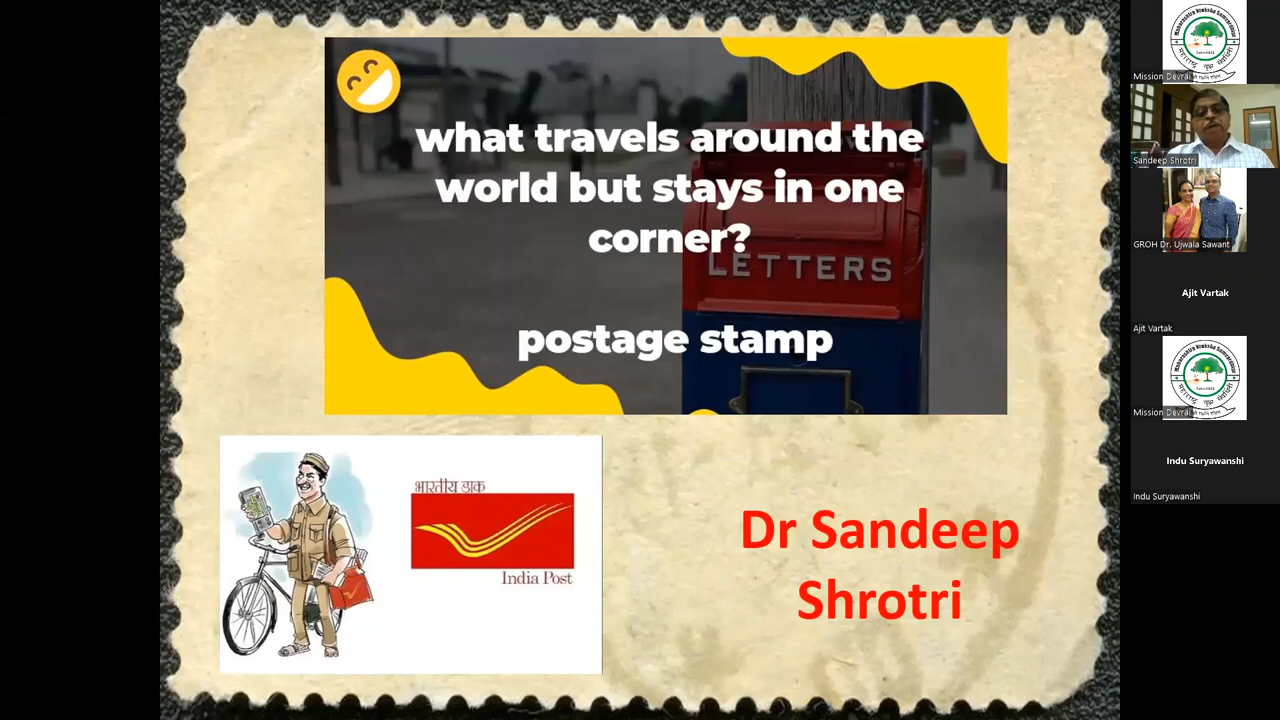 what travels around the
world but stays in one
corner?
LETTERS
postage stamp
भारतीय डाक
India Post
Dr Sandeep
Shrotri
Mission Devrai
Sandeep Shrotri
GROH Dr. Ujwala Sawant
Ajit Vartak
Ajit Vartak
Mission Devrai
Indu Suryawanshi
Indu Suryawanshi